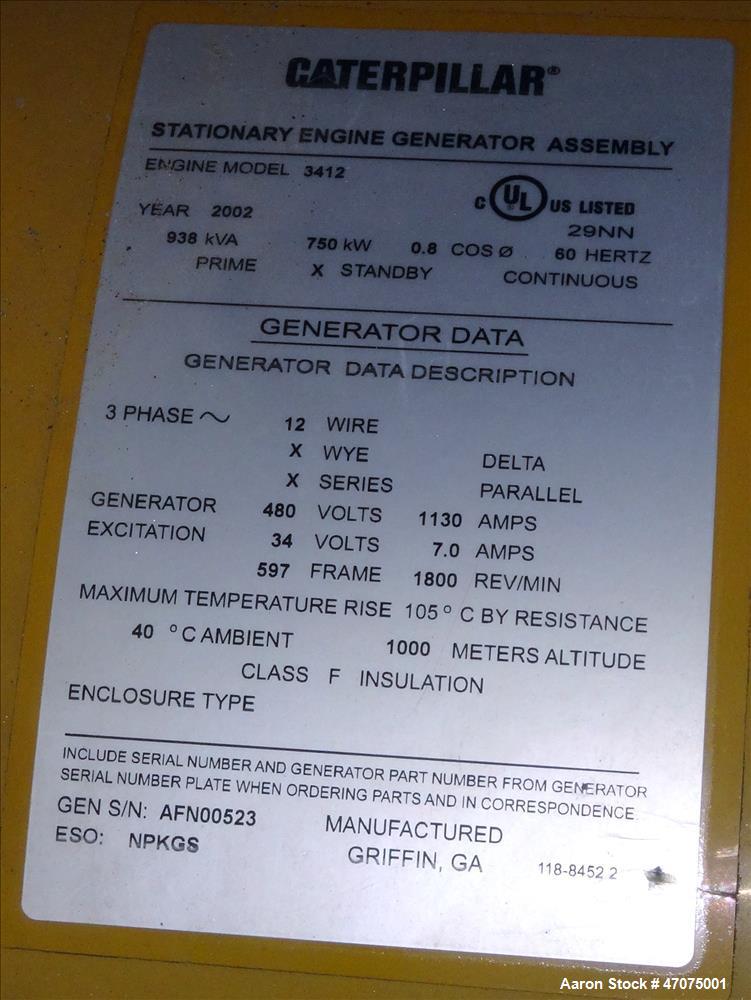 CATERPILLAR®
STATIONARY ENGINE GENERATOR ASSEMBLY
ENGINE MODEL 3412
C UL US LISTED
29NN
YEAR 2002
938 kVA 750 kW 0.8 COS Ø 60 HERTZ
PRIME X STANDBY CONTINUOUS
GENERATOR DATA
GENERATOR DATA DESCRIPTION
3 PHASE ~ 12 WIRE
X WYE DELTA
X SERIES PARALLEL
GENERATOR 480 VOLTS 1130 AMPS
EXCITATION 34 VOLTS 7.0 AMPS
597 FRAME 1800 REV/MIN
MAXIMUM TEMPERATURE RISE 105° C BY RESISTANCE
40 °C AMBIENT 1000 METERS ALTITUDE
CLASS F INSULATION
ENCLOSURE TYPE
INCLUDE SERIAL NUMBER AND GENERATOR PART NUMBER FROM GENERATOR
SERIAL NUMBER PLATE WHEN ORDERING PARTS AND IN CORRESPONDENCE.
GEN S/N: AFN00523 MANUFACTURED
ESO: NPKGS GRIFFIN, GA 118-8452 2
Aaron Stock # 47075001